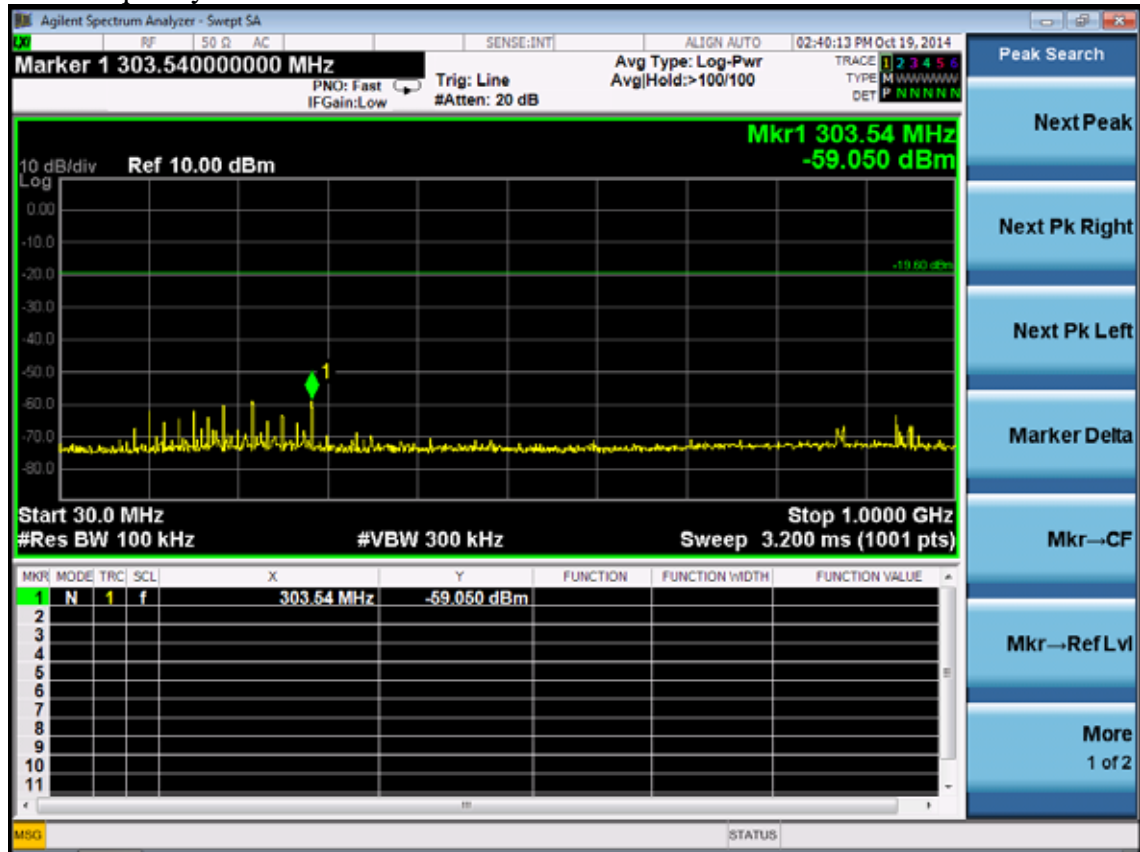 Agilent Spectrum Analyzer - Swept SA
LXI RF 50 Ω AC SENSE:INT ALIGN AUTO 02:40:13 PM Oct 19, 2014
Marker 1 303.540000000 MHz
PNO: Fast
IFGain:Low
Trig: Line
#Atten: 20 dB
Avg Type: Log-Pwr
Avg|Hold:>100/100
TRACE 1 2 3 4 5 6
TYPE M WWWWW
DET P N N N N N
Mkr1 303.54 MHz
-59.050 dBm
10 dB/div Ref 10.00 dBm
Log
0.00
-10.0
-19.60 dBm
-20.0
-30.0
-40.0
-50.0
1
-60.0
-70.0
-80.0
Start 30.0 MHz Stop 1.0000 GHz
#Res BW 100 kHz #VBW 300 kHz Sweep 3.200 ms (1001 pts)
MKR MODE TRC SCL X Y FUNCTION FUNCTION WIDTH FUNCTION VALUE
1 N 1 f 303.54 MHz -59.050 dBm
2
3
4
5
6
7
8
9
10
11
MSG STATUS
Peak Search
Next Peak
Next Pk Right
Next Pk Left
Marker Delta
Mkr→CF
Mkr→Ref Lvl
More
1 of 2